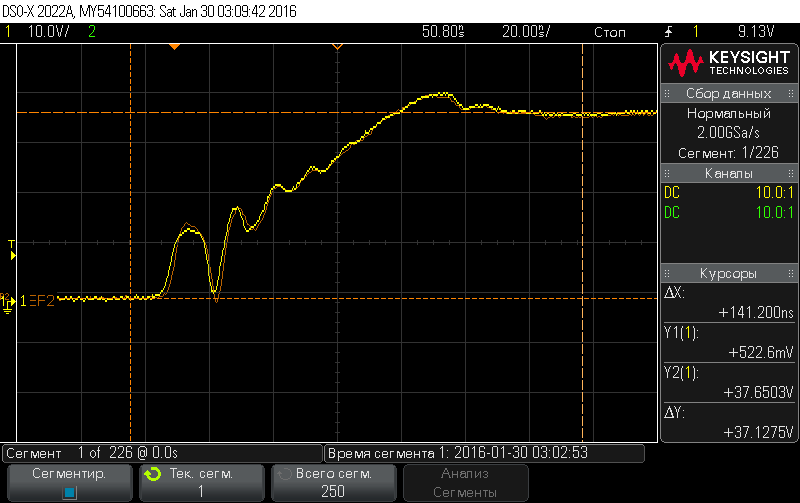 DSO-X 2022A, MY54100663: Sat Jan 30 03:09:42 2016
1 10.0V/ 2 50.80% 20.00%/ Стоп 1 9.13V
KEYSIGHT
TECHNOLOGIES
Сбор данных
Нормальный
2.00GSa/s
Сегмент: 1/226
Каналы
DC 10.0:1
DC 10.0:1
Курсоры
ΔX:
+141.200ns
Y1(1):
+522.6mV
Y2(1):
+37.6503V
ΔY:
+37.1275V
T
1
Сегмент 1 of 226 @ 0.0s
Время сегмента 1: 2016-01-30 03:02:53
Сегментир.
Тек. сегм.
1
Всего сегм.
250
Анализ
Сегменты